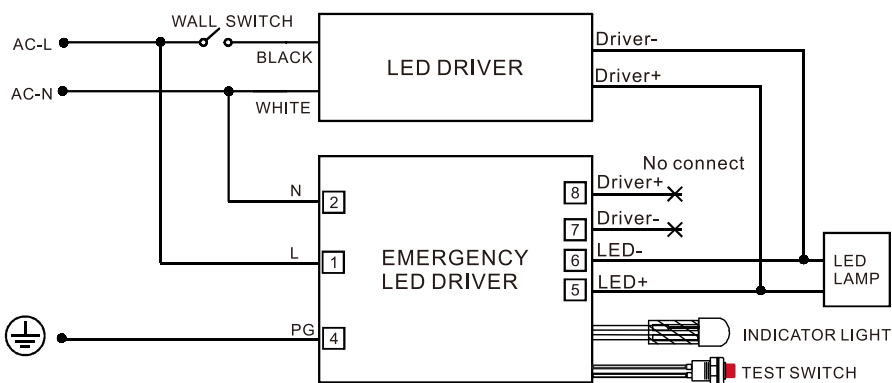 WALL SWITCH
AC-L
BLACK
Driver-
LED DRIVER
Driver+
AC-N
WHITE
No connect
N
2
8
Driver+
7
Driver-
L
1
EMERGENCY
LED DRIVER
6
LED-
5
LED+
LED
LAMP
PG
4
INDICATOR LIGHT
TEST SWITCH